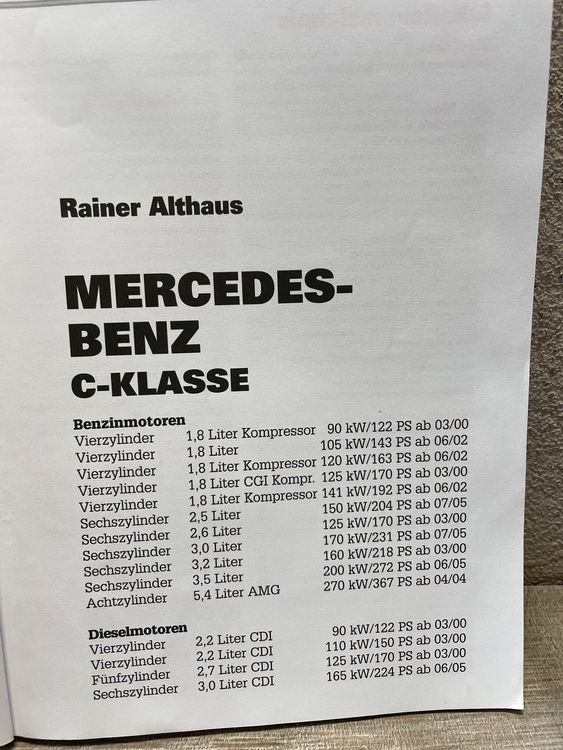 Rainer Althaus
MERCEDES-
BENZ
C-KLASSE
Benzinmotoren
Vierzylinder 1,8 Liter Kompressor 90 kW/122 PS ab 03/00
Vierzylinder 1,8 Liter 105 kW/143 PS ab 06/02
Vierzylinder 1,8 Liter Kompressor 120 kW/163 PS ab 06/02
Vierzylinder 1,8 Liter CGI Kompr. 125 kW/170 PS ab 03/00
Vierzylinder 1,8 Liter Kompressor 141 kW/192 PS ab 06/02
Sechszylinder 2,5 Liter 150 kW/204 PS ab 07/05
Sechszylinder 2,6 Liter 125 kW/170 PS ab 03/00
Sechszylinder 3,0 Liter 170 kW/231 PS ab 07/05
Sechszylinder 3,2 Liter 160 kW/218 PS ab 03/00
Sechszylinder 3,5 Liter 200 kW/272 PS ab 06/05
Achtzylinder 5,4 Liter AMG 270 kW/367 PS ab 04/04
Dieselmotoren
Vierzylinder 2,2 Liter CDI 90 kW/122 PS ab 03/00
Vierzylinder 2,2 Liter CDI 110 kW/150 PS ab 03/00
Fünfzylinder 2,7 Liter CDI 125 kW/170 PS ab 03/00
Sechszylinder 3,0 Liter CDI 165 kW/224 PS ab 06/05